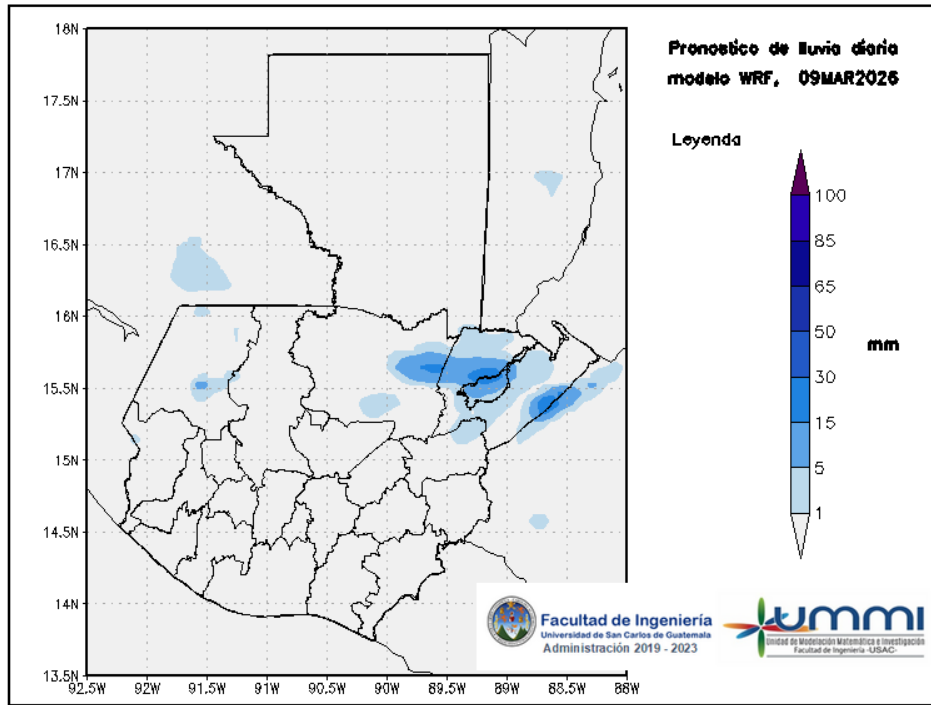 Pronostico de lluvia diaria
modelo WRF, 09MAR2026
Leyenda
100
85
65
50
30
15
5
1
mm
18N
17.5N
17N
16.5N
16N
15.5N
15N
14.5N
14N
13.5N
92.5W
92W
91.5W
91W
90.5W
90W
89.5W
89W
88.5W
88W
Facultad de Ingeniería
Universidad de San Carlos de Guatemala
Administración 2019 - 2023
UMMI
Unidad de Modelación Matemática e Investigación
Facultad de Ingeniería -USAC-